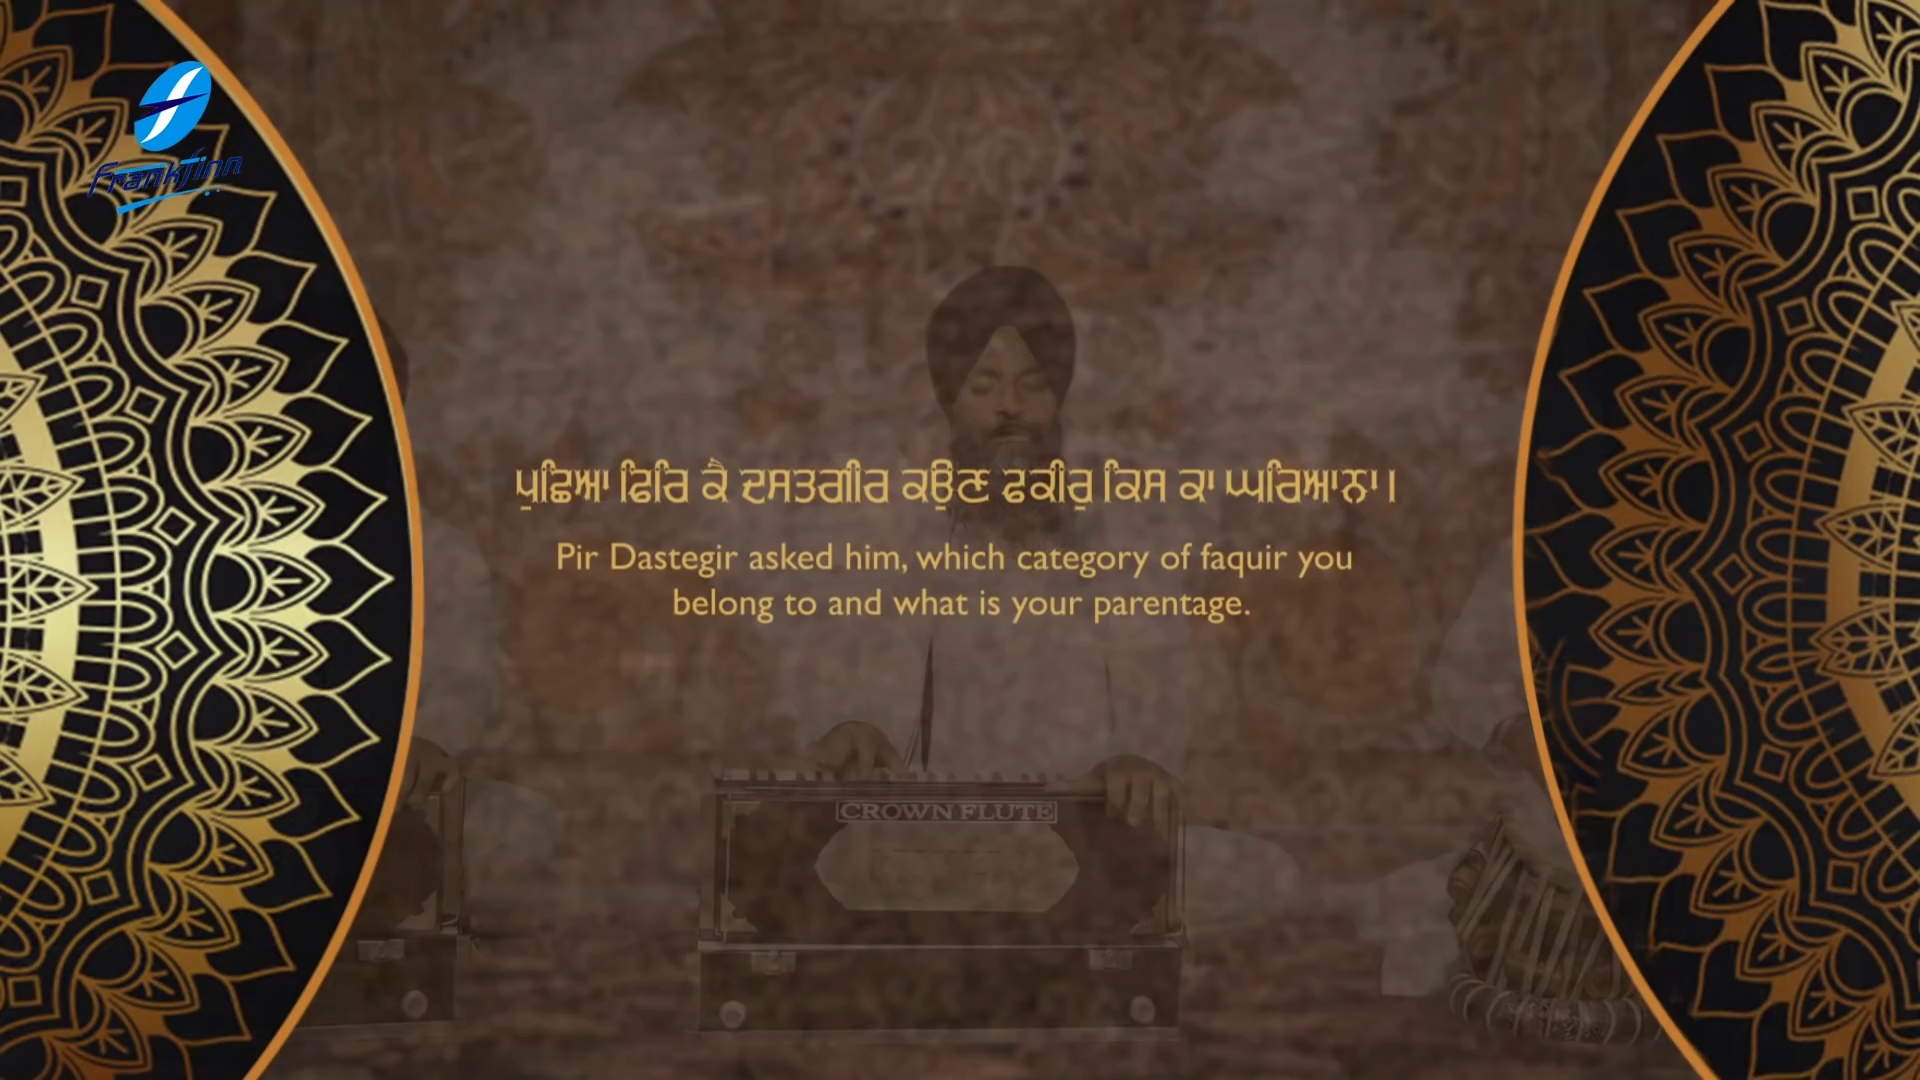 Frankfinn
ਪੁਛਿਆ ਫਿਰਿ ਕੈ ਦਸਤਗੀਰ ਕਉਣ ਫਕੀਰੁ ਕਿਸ ਕਾ ਘਰਿਆਨਾ।
Pir Dastegir asked him, which category of faquir you
belong to and what is your parentage.
CROWN FLUTE